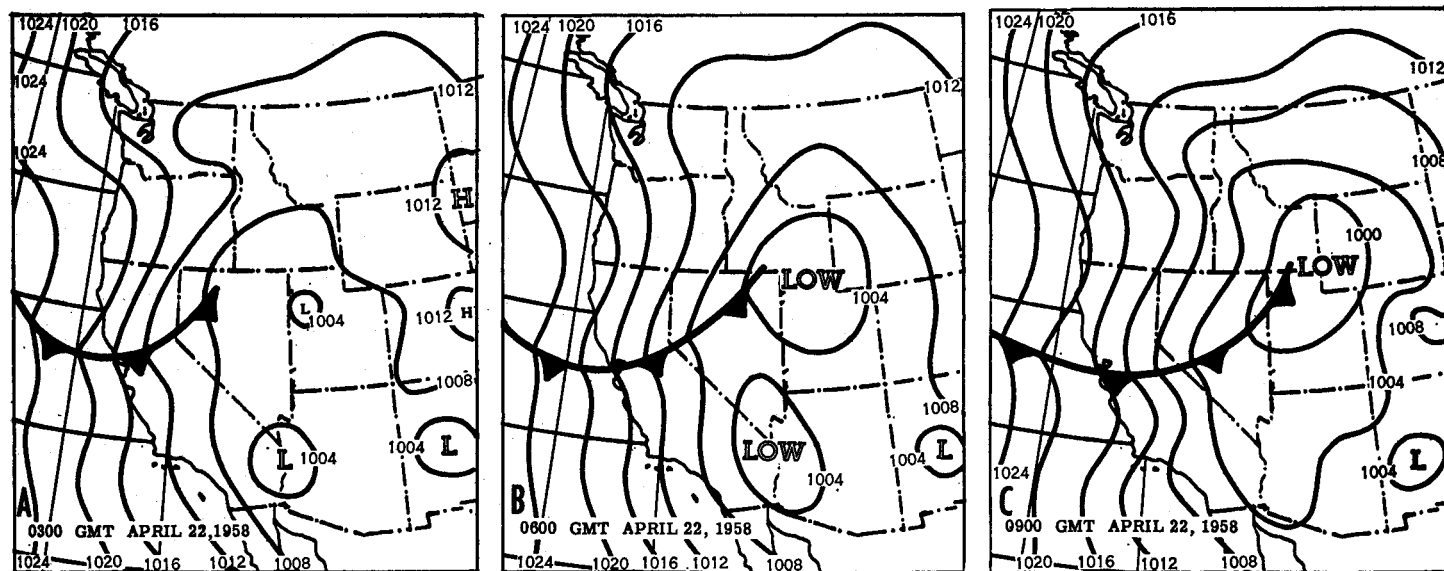 1024 1020 1016
1024
1012
1024
1012 H
L 1004
1012 H
1008
L 1004
1004 L
A
0300 GMT APRIL 22, 1958
1024 1020 1016 1012 1008
1024 1020 1016
1012
LOW
1004
1008
LOW
1004
1004 L
B
0600 GMT APRIL 22, 1958
1024 1020 1016 1012 1008
1024 1020 1016
1012
1008
1000
LOW
1008
1004
1024
1004 L
C
0900 GMT APRIL 22, 1958
1020 1016 1012 1008